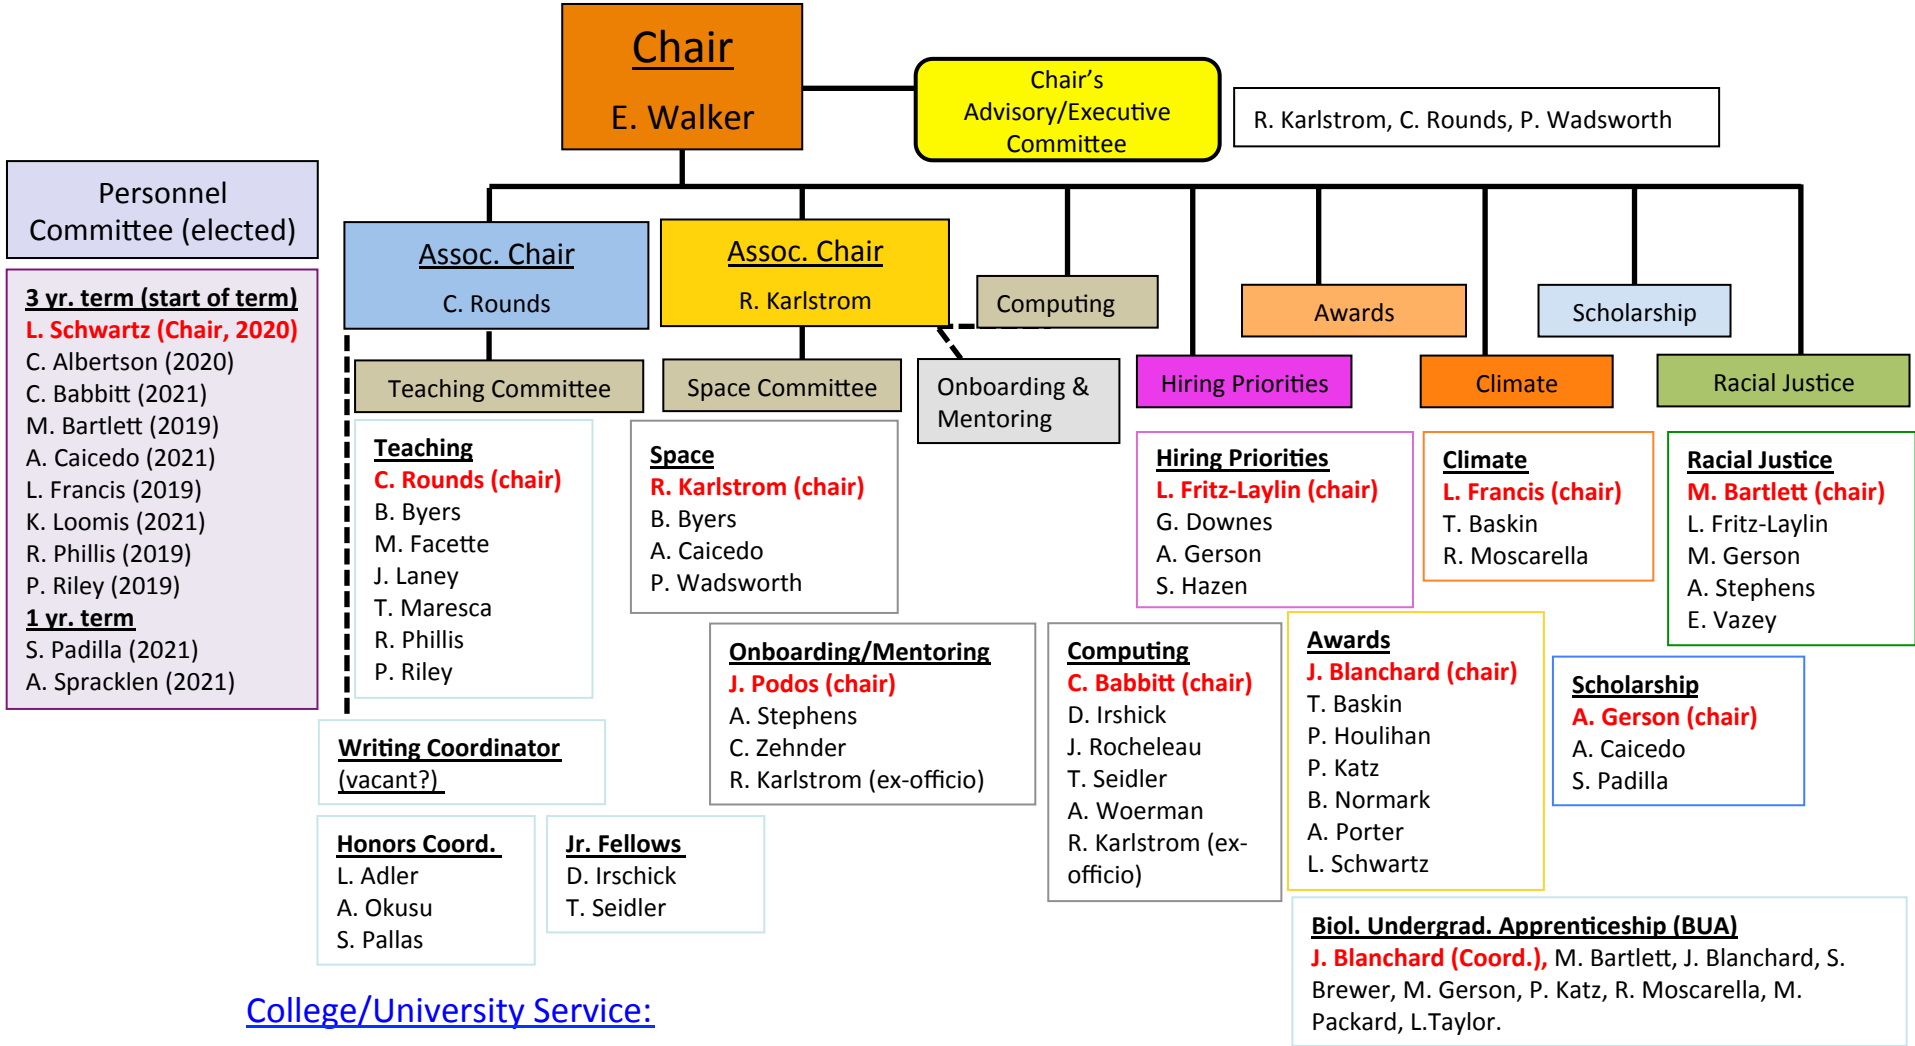 Chair
E. Walker
Chair's
Advisory/Executive
Committee
R. Karlstrom, C. Rounds, P. Wadsworth
Personnel
Committee (elected)
3 yr. term (start of term)
L. Schwartz (Chair, 2020)
C. Albertson (2020)
C. Babbitt (2021)
M. Bartlett (2019)
A. Caicedo (2021)
L. Francis (2019)
K. Loomis (2021)
R. Phillis (2019)
P. Riley (2019)
1 yr. term
S. Padilla (2021)
A. Spracklen (2021)
Assoc. Chair
C. Rounds
Assoc. Chair
R. Karlstrom
Computing
Awards
Scholarship
Teaching Committee
Space Committee
Onboarding &
Mentoring
Hiring Priorities
Climate
Racial Justice
Teaching
C. Rounds (chair)
B. Byers
M. Facette
J. Laney
T. Maresca
R. Phillis
P. Riley
Space
R. Karlstrom (chair)
B. Byers
A. Caicedo
P. Wadsworth
Hiring Priorities
L. Fritz-Laylin (chair)
G. Downes
A. Gerson
S. Hazen
Climate
L. Francis (chair)
T. Baskin
R. Moscarella
Racial Justice
M. Bartlett (chair)
L. Fritz-Laylin
M. Gerson
A. Stephens
E. Vazey
Onboarding/Mentoring
J. Podos (chair)
A. Stephens
C. Zehnder
R. Karlstrom (ex-officio)
Computing
C. Babbitt (chair)
D. Irshick
J. Rocheleau
T. Seidler
A. Woerman
R. Karlstrom (ex-
officio)
Awards
J. Blanchard (chair)
T. Baskin
P. Houlihan
P. Katz
B. Normark
A. Porter
L. Schwartz
Scholarship
A. Gerson (chair)
A. Caicedo
S. Padilla
Writing Coordinator
(vacant?)
Honors Coord.
L. Adler
A. Okusu
S. Pallas
Jr. Fellows
D. Irschick
T. Seidler
Biol. Undergrad. Apprenticeship (BUA)
J. Blanchard (Coord.), M. Bartlett, J. Blanchard, S.
Brewer, M. Gerson, P. Katz, R. Moscarella, M.
Packard, L.Taylor.
College/University Service: